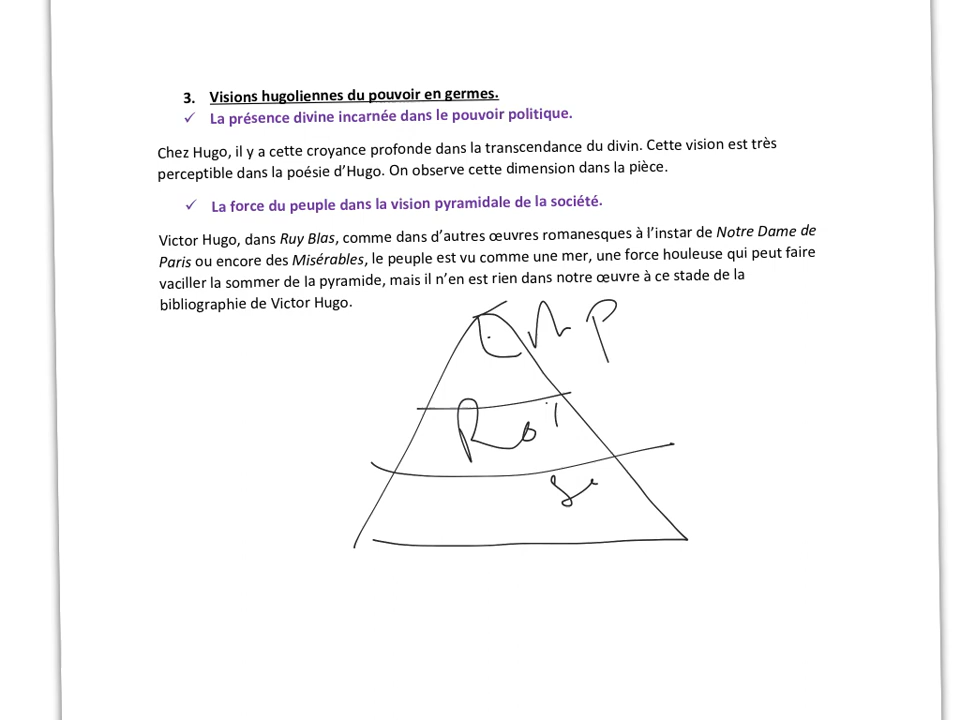 3. Visions hugoliennes du pouvoir en germes.
✓ La présence divine incarnée dans le pouvoir politique.
Chez Hugo, il y a cette croyance profonde dans la transcendance du divin. Cette vision est très
perceptible dans la poésie d’Hugo. On observe cette dimension dans la pièce.
✓ La force du peuple dans la vision pyramidale de la société.
Victor Hugo, dans Ruy Blas, comme dans d’autres œuvres romanesques à l’instar de Notre Dame de
Paris ou encore des Misérables, le peuple est vu comme une mer, une force houleuse qui peut faire
vaciller la sommer de la pyramide, mais il n’en est rien dans notre œuvre à ce stade de la
bibliographie de Victor Hugo.
Roi